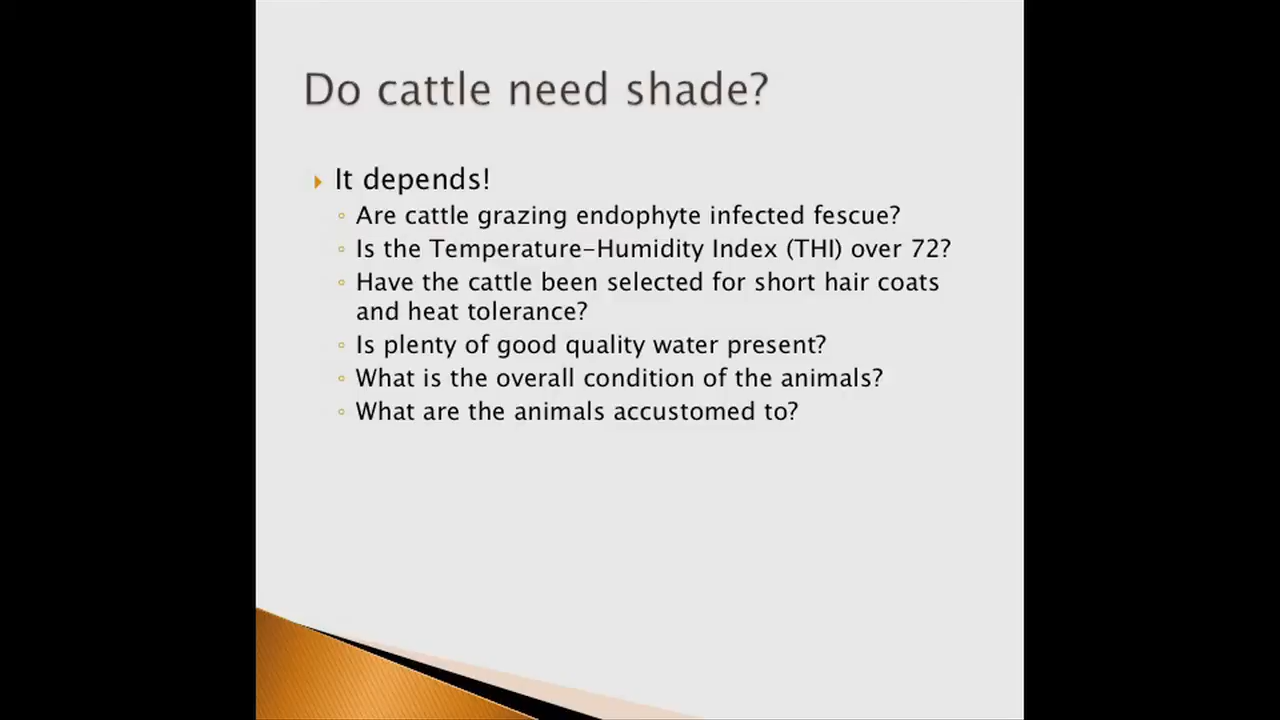 Do cattle need shade?
It depends!
Are cattle grazing endophyte infected fescue?
Is the Temperature-Humidity Index (THI) over 72?
Have the cattle been selected for short hair coats
and heat tolerance?
Is plenty of good quality water present?
What is the overall condition of the animals?
What are the animals accustomed to?